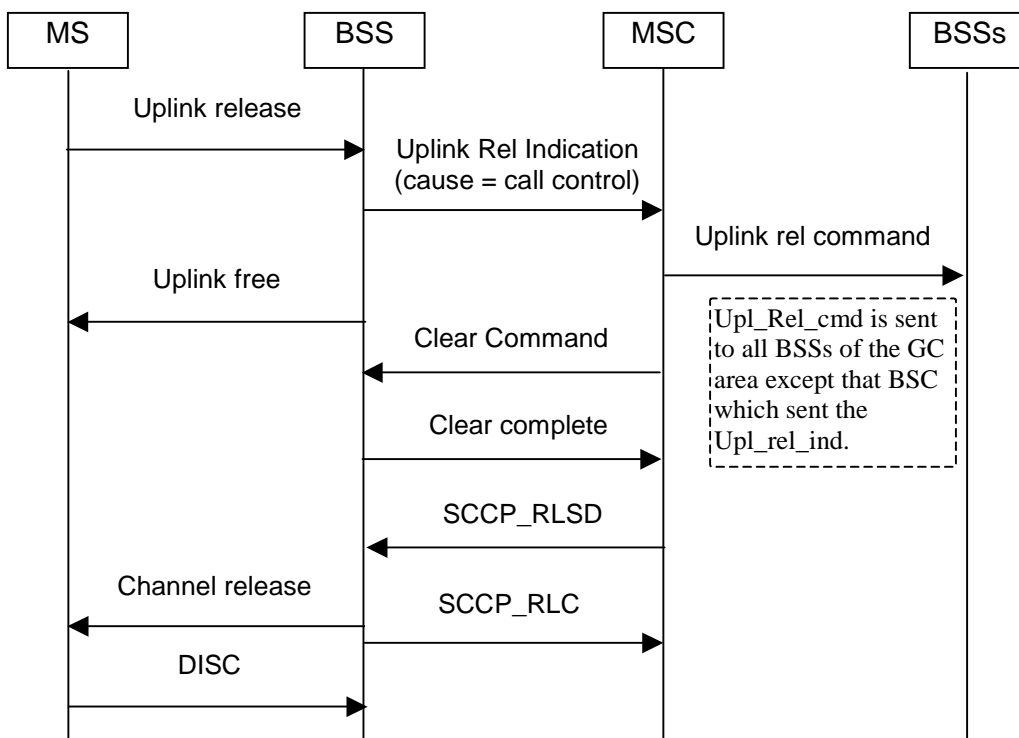 MS
BSS
MSC
BSSs
Uplink release
Uplink Rel Indication
(cause = call control)
Uplink rel command
Uplink free
Upl_Rel_cmd is sent
to all BSSs of the GC
area except that BSC
which sent the
Upl_rel_ind.
Clear Command
Clear complete
SCCP_RLSD
Channel release
SCCP_RLC
DISC